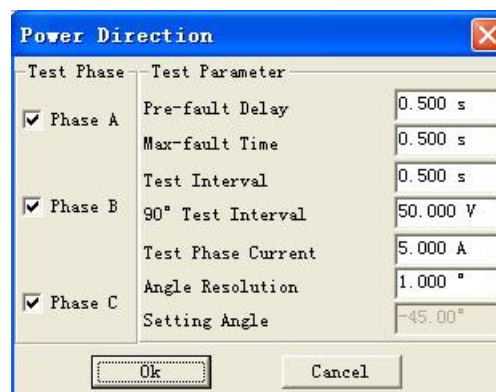 Power Direction
Test Phase Test Parameter
Phase A
Phase B
Phase C
Pre-fault Delay 0.500 s
Max-fault Time 0.500 s
Test Interval 0.500 s
90° Test Interval 50.000 V
Test Phase Current 5.000 A
Angle Resolution 1.000 °
Setting Angle -45.00°
Ok Cancel